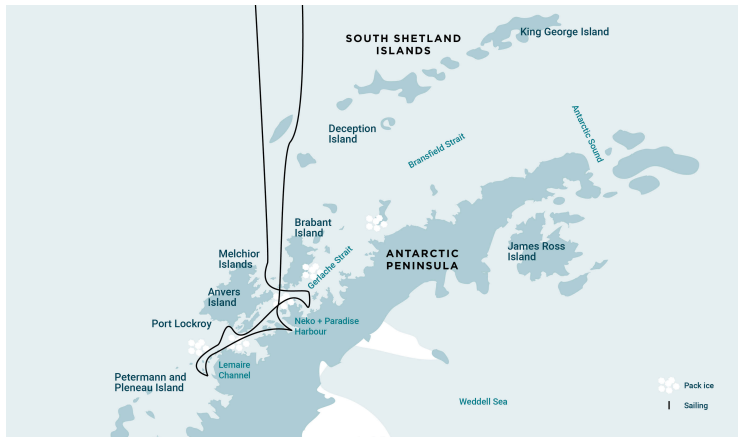 SOUTH SHETLAND
ISLANDS
King George Island
Deception
Island
Bransfield Strait
Antarctic Sound
Brabant
Island
Melchior
Islands
Gerlache Strait
ANTARCTIC
PENINSULA
James Ross
Island
Anvers
Island
Port Lockroy
Neko + Paradise
Harbour
Lemaire
Channel
Petermann and
Pleneau Island
Weddell Sea
Pack ice
Sailing